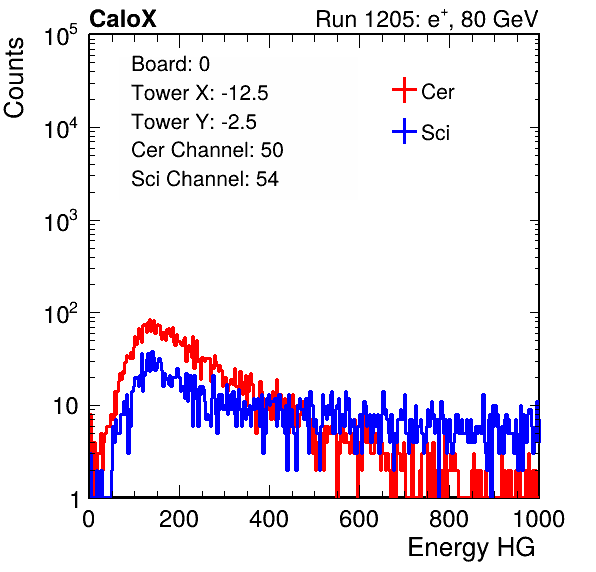 CaloX Run 1205: e⁺, 80 GeV
Counts
Board: 0
Tower X: -12.5
Tower Y: -2.5
Cer Channel: 50
Sci Channel: 54
Cer
Sci
10⁵
10⁴
10³
10²
10
1
0 200 400 600 800 1000
Energy HG